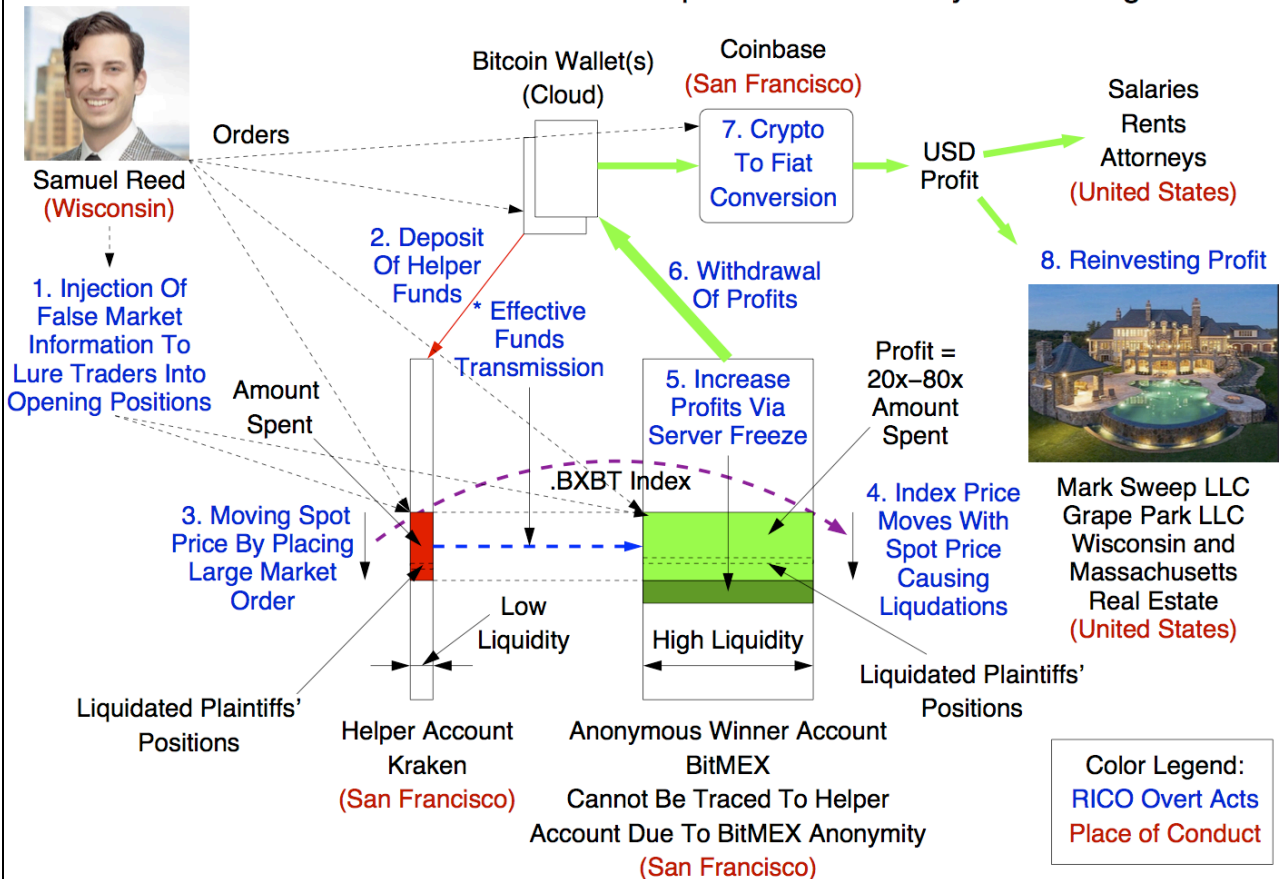 Coinbase
(San Francisco)
Bitcoin Wallet(s)
(Cloud)
Orders
7. Crypto
To Fiat
Conversion
USD
Profit
Salaries
Rents
Attorneys
(United States)
Samuel Reed
(Wisconsin)
2. Deposit
Of Helper
Funds
* Effective
Funds
Transmission
6. Withdrawal
Of Profits
8. Reinvesting Profit
1. Injection Of
False Market
Information To
Lure Traders Into
Opening Positions
Amount
Spent
5. Increase
Profits Via
Server Freeze
Profit =
20x–80x
Amount
Spent
.BXBT Index
3. Moving Spot
Price By Placing
Large Market
Order
4. Index Price
Moves With
Spot Price
Causing
Liqudations
Mark Sweep LLC
Grape Park LLC
Wisconsin and
Massachusetts
Real Estate
(United States)
Low
Liquidity
High Liquidity
Liquidated Plaintiffs'
Positions
Liquidated Plaintiffs'
Positions
Helper Account
Kraken
(San Francisco)
Anonymous Winner Account
BitMEX
Cannot Be Traced To Helper
Account Due To BitMEX Anonymity
(San Francisco)
Color Legend:
RICO Overt Acts
Place of Conduct